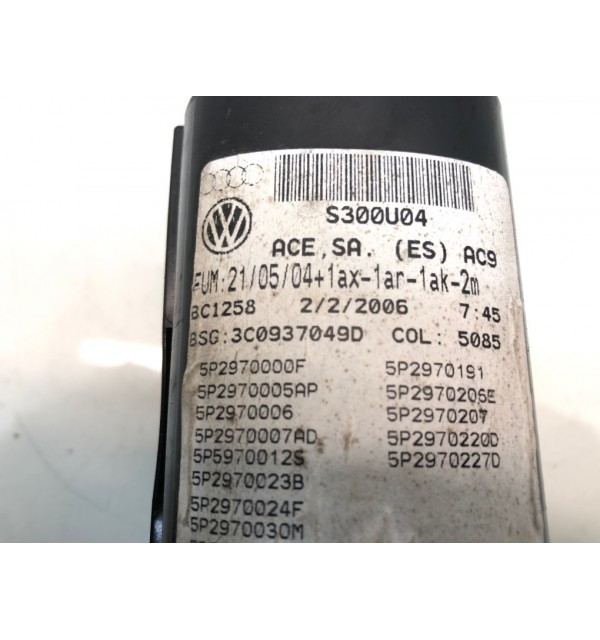 S300U04
ACE,SA. (ES) AC9
FUM:21/05/04+1ax-1ar-1ak-2m
BC1258 2/2/2006 7:45
BSG:3C0937049D COL: 5085
5P2970000F 5P2970191
5P2970005AP 5P2970206E
5P2970006 5P2970207
5P2970007AD 5P2970220D
5P5970012S 5P2970227D
5P2970023B
5P2970024F
5P2970030M